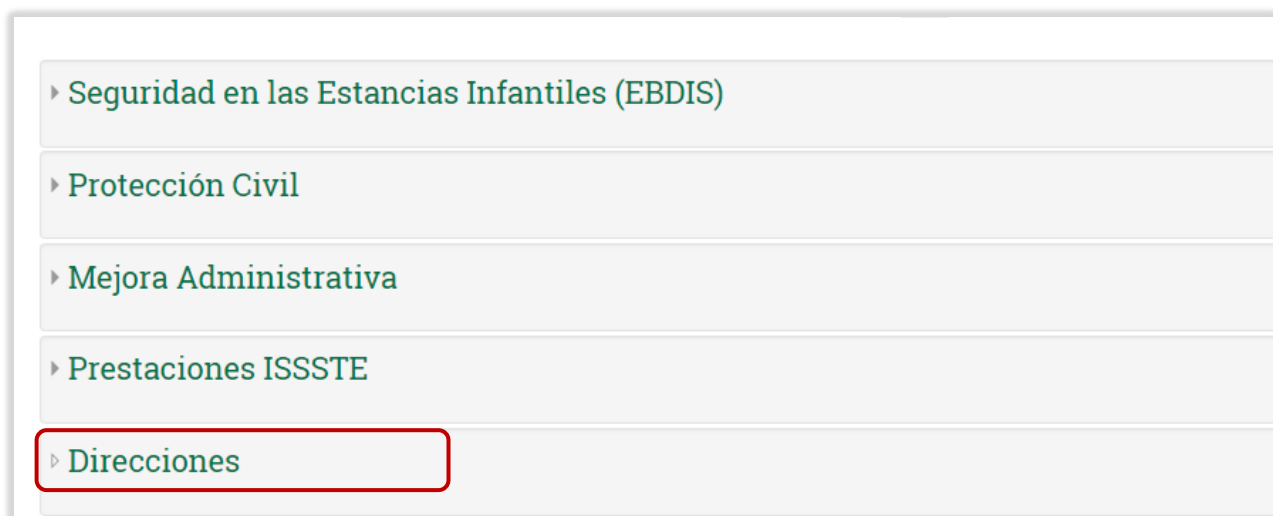 Seguridad en las Estancias Infantiles (EBDIS)
Protección Civil
Mejora Administrativa
Prestaciones ISSSTE
Direcciones